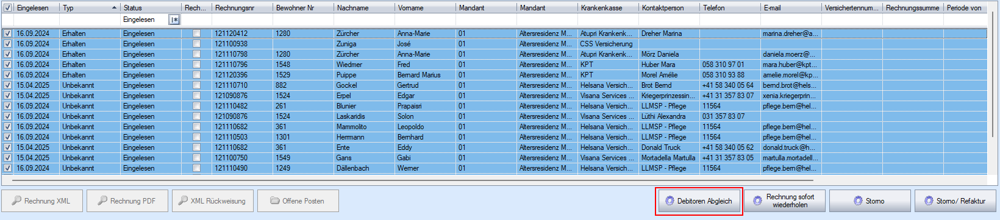 Eingelesen Typ Status Rech... Rechnungsnr Bewohner Nr Nachname Vorname Mandant Mandant Krankenkasse Kontaktperson Telefon E-mail Versichertennum... Rechnungssumme Periode von
Eingelesen
16.09.2024 Erhalten Eingelesen 121120412 1280 Zürcher Anna-Marie 01 Altersresidenz M... Atupri Krankenk... Dreher Marina marina.dreher@a...
16.09.2024 Erhalten Eingelesen 121100938 Zuniga José 01 Altersresidenz M... CSS Versicherung
16.09.2024 Erhalten Eingelesen 121110798 1280 Zürcher Anna-Marie 01 Altersresidenz M... Atupri Krankenk... Mörz Daniela daniela.moerz@...
16.09.2024 Erhalten Eingelesen 121110796 1548 Wiedmer Fred 01 Altersresidenz M... KPT Huber Mara 058 310 97 01 mara.huber@kpt...
16.09.2024 Erhalten Eingelesen 121120396 1529 Puippe Bernard Marius 01 Altersresidenz M... KPT Morel Amélie 058 310 93 88 amelie.morel@kp...
15.04.2025 Unbekannt Eingelesen 121110710 882 Gockel Gertrud 01 Altersresidenz M... Helsana Versich... Brot Bernd +41 58 340 05 64 bernd.brot@hels...
15.04.2025 Unbekannt Eingelesen 121090876 1524 Erpel Edgar 01 Altersresidenz M... Visana Services ... Kriegerprinzessin... +41 31 357 83 07 xenia.kriegerprin...
16.09.2024 Unbekannt Eingelesen 121110482 261 Blunier Prapaisri 01 Altersresidenz M... Helsana Versich... LLMSP - Pflege 11564 pflege.bern@hel...
16.09.2024 Unbekannt Eingelesen 121090876 1524 Laskaridis Solon 01 Altersresidenz M... Visana Services ... Lüthi Alexandra 031 357 83 07
16.09.2024 Unbekannt Eingelesen 121110682 361 Mammolito Leopoldo 01 Altersresidenz M... Helsana Versich... LLMSP - Pflege 11564 pflege.bern@hel...
16.09.2024 Unbekannt Eingelesen 121110503 1301 Herrmann Bernhard 01 Altersresidenz M... Helsana Versich... LLMSP - Pflege 11564 pflege.bern@hel...
15.04.2025 Unbekannt Eingelesen 121110682 361 Ente Eddy 01 Altersresidenz M... Helsana Versich... Donald Truck +41 58 340 05 62 donald.truck@h...
15.04.2025 Unbekannt Eingelesen 121100750 1549 Gans Gabi 01 Altersresidenz M... Visana Services ... Mortadella Martulla +41 31 357 83 05 martulla.mortadell...
16.09.2024 Unbekannt Eingelesen 121110490 1249 Dällenbach Werner 01 Altersresidenz M... Helsana Versich... LLMSP - Pflege 11564 pflege.bern@hel...
Rechnung XML Rechnung PDF XML Rückweisung Offene Posten Debitoren Abgleich Rechnung sofort wiederholen Storno Storno/ Refaktur